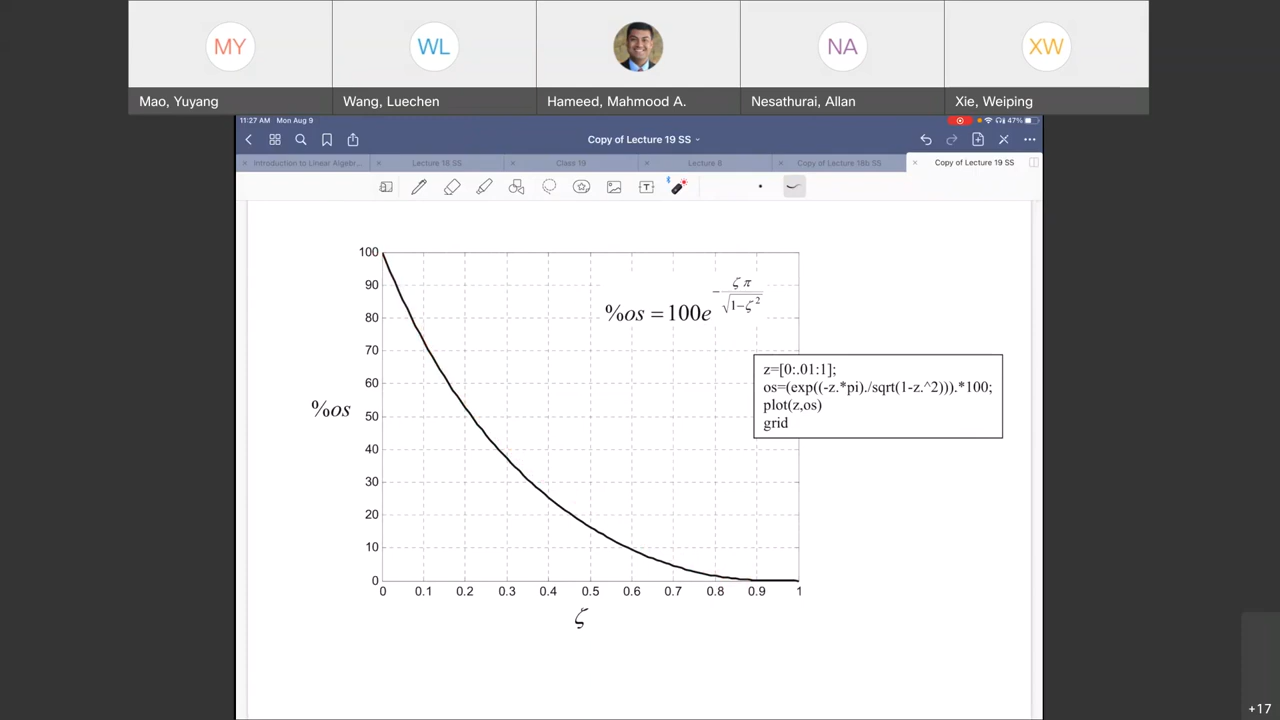 MY
WL
NA
XW
Mao, Yuyang
Wang, Luechen
Hameed, Mahmood A.
Nesathurai, Allan
Xie, Weiping
11:27 AM Mon Aug 9
47%
Copy of Lecture 19 SS
Introduction to Linear Algebr...
Lecture 18 SS
Class 19
Lecture 8
Copy of Lecture 18b SS
Copy of Lecture 19 SS
T
100
90
80
70
60
50
40
30
20
10
0
%os
%os = 100e^{-ζπ/√(1-ζ²)}
z=[0:.01:1];
os=(exp((-z.*pi)./sqrt(1-z.^2))).*100;
plot(z,os)
grid
0 0.1 0.2 0.3 0.4 0.5 0.6 0.7 0.8 0.9 1
ζ
+17